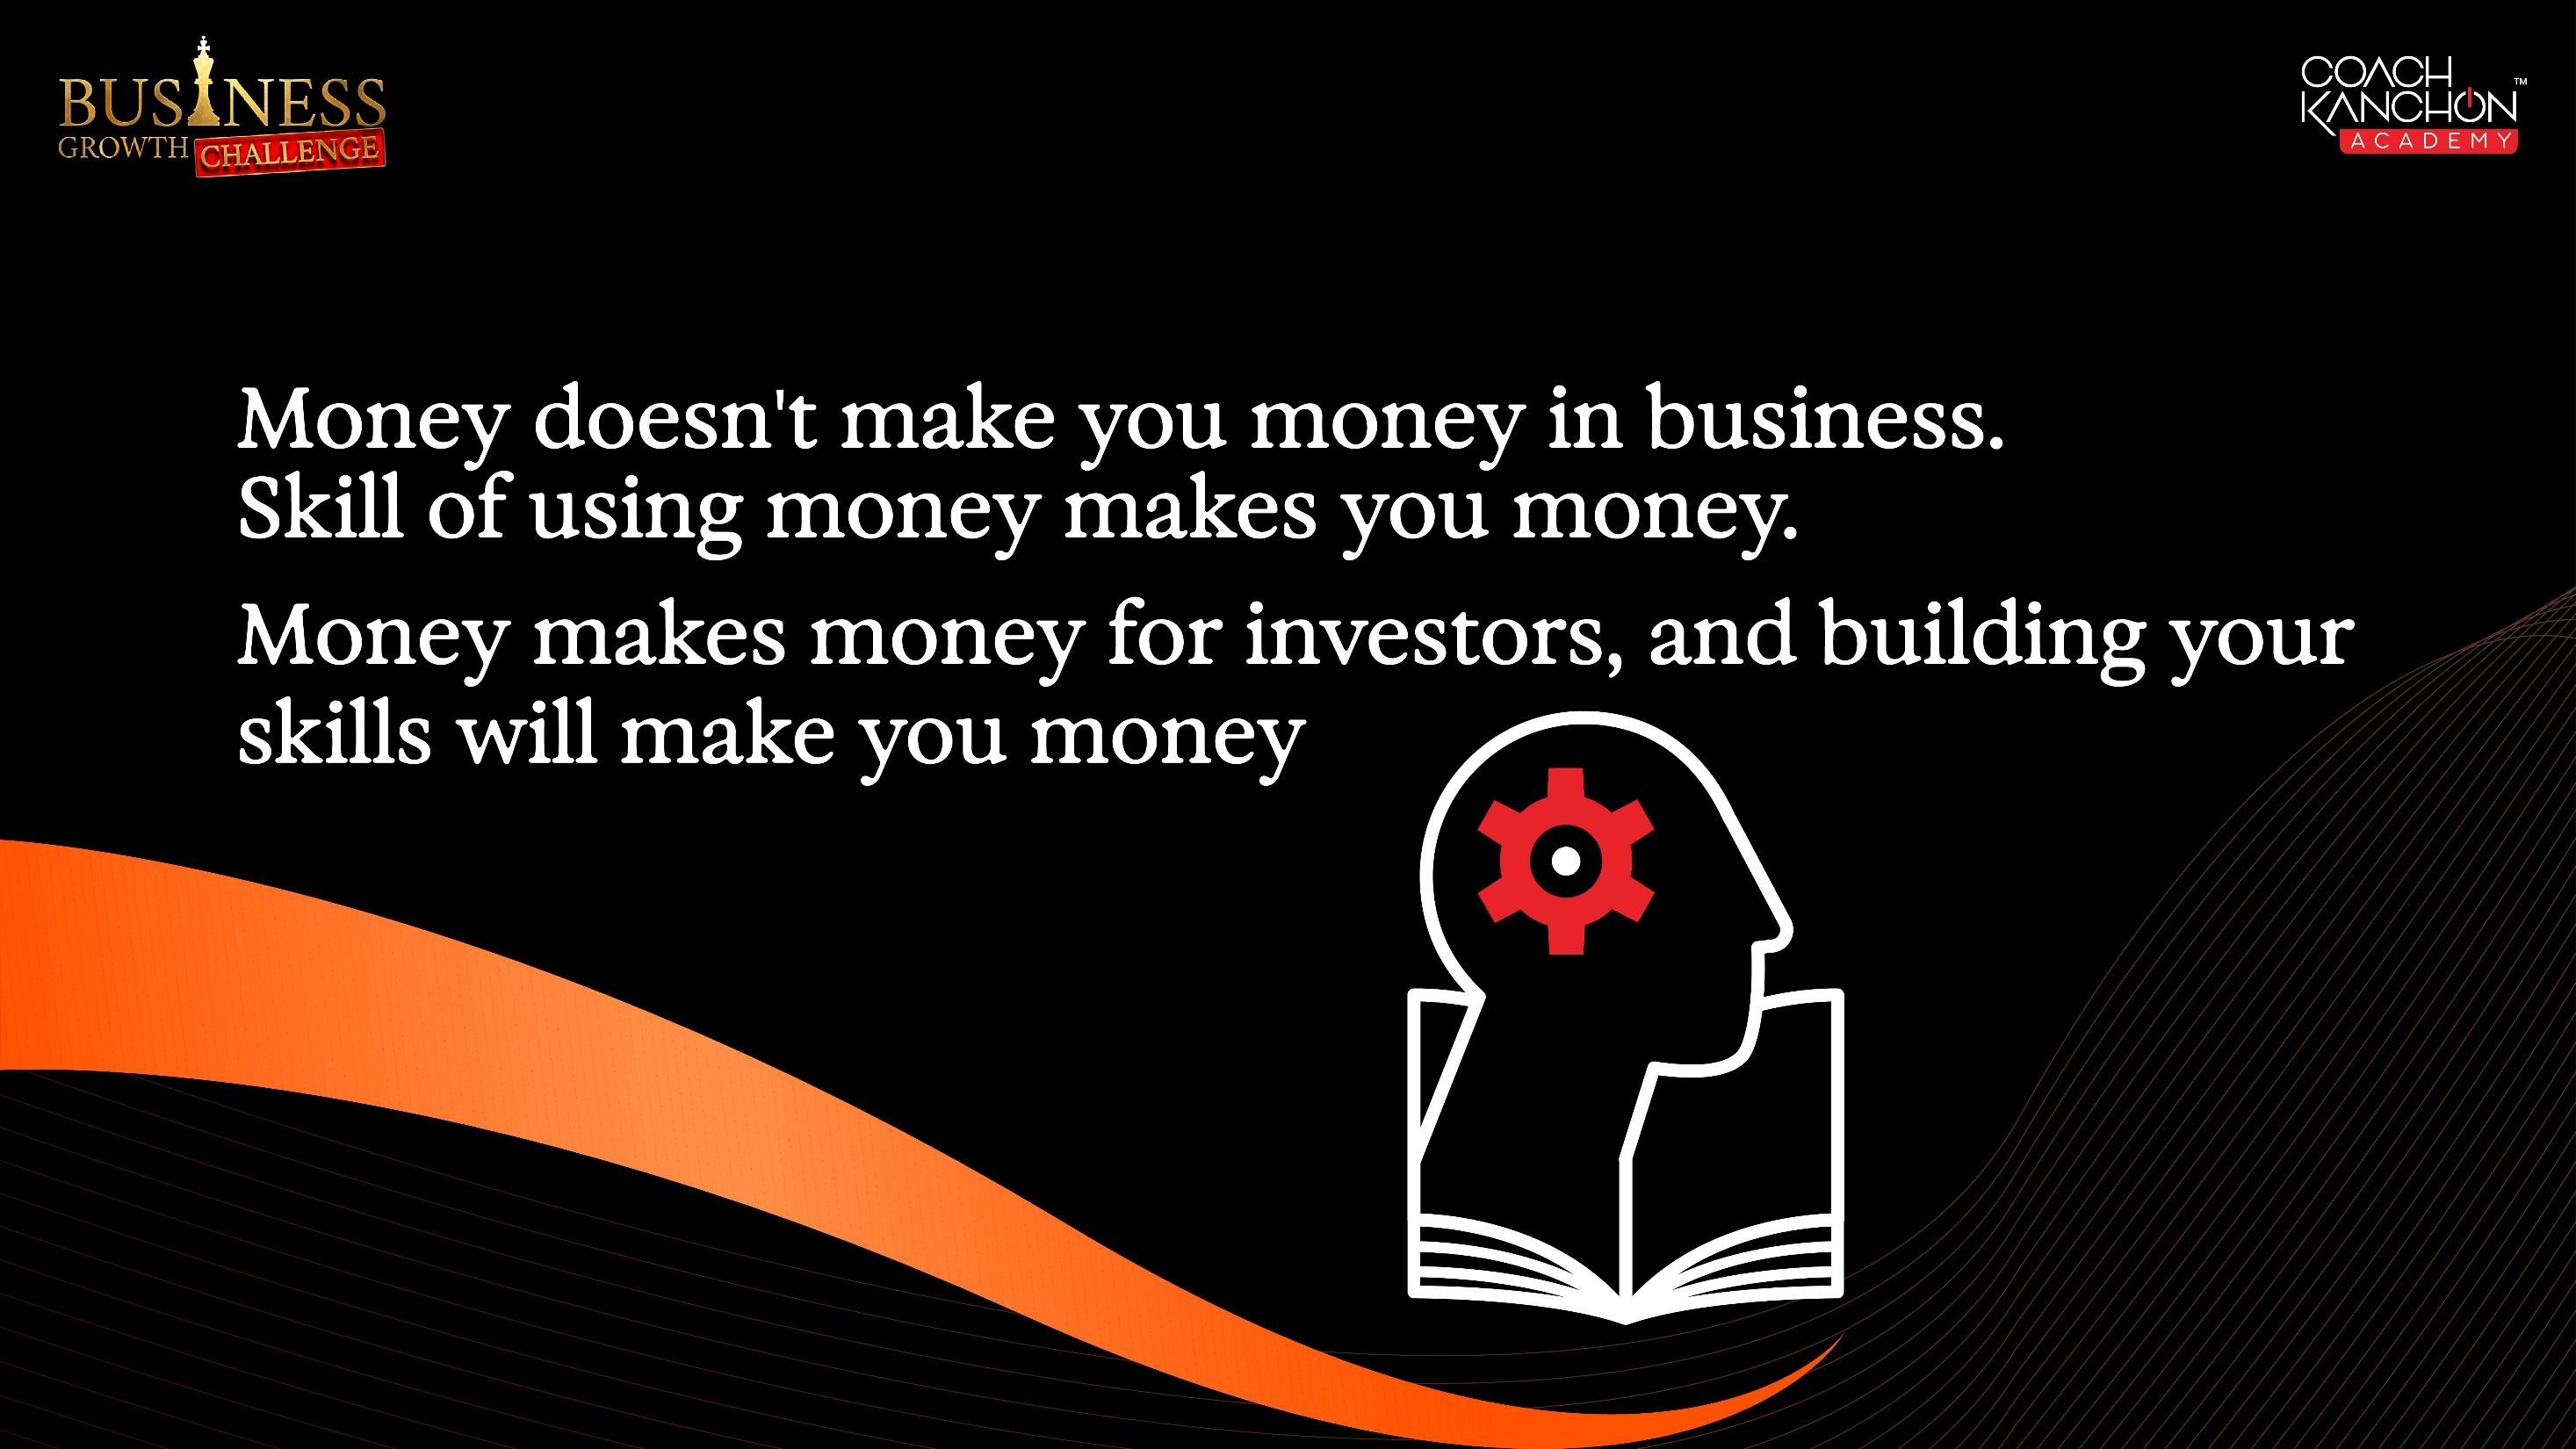 BUSINESS
GROWTH CHALLENGE
COACH
KANCHON™
ACADEMY
Money doesn't make you money in business.
Skill of using money makes you money.
Money makes money for investors, and building your
skills will make you money